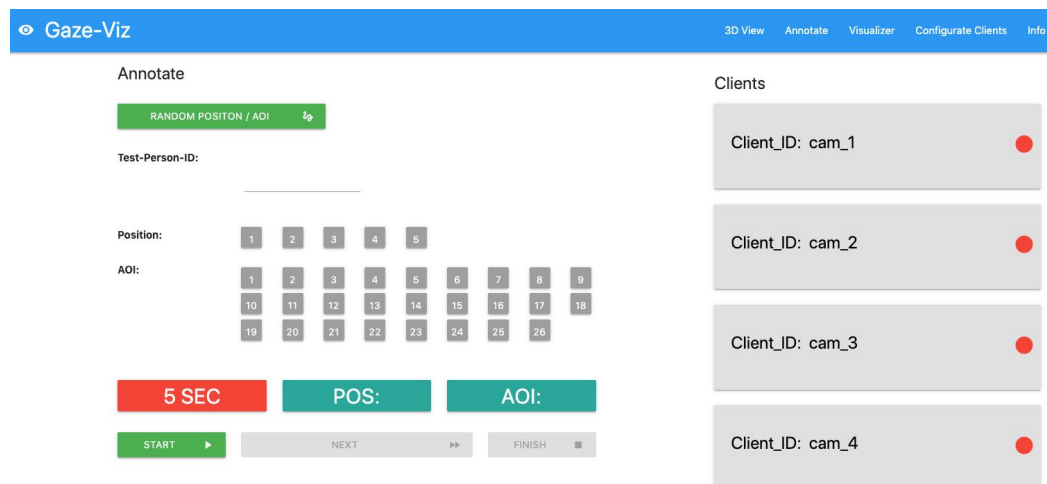 Gaze-Viz
3D View Annotate Visualizer Configurate Clients Info
Annotate
RANDOM POSITON / AOI
Test-Person-ID:
Position:
1 2 3 4 5
AOI:
1 2 3 4 5 6 7 8 9
10 11 12 13 14 15 16 17 18
19 20 21 22 23 24 25 26
5 SEC POS: AOI:
START NEXT FINISH
Clients
Client_ID: cam_1
Client_ID: cam_2
Client_ID: cam_3
Client_ID: cam_4